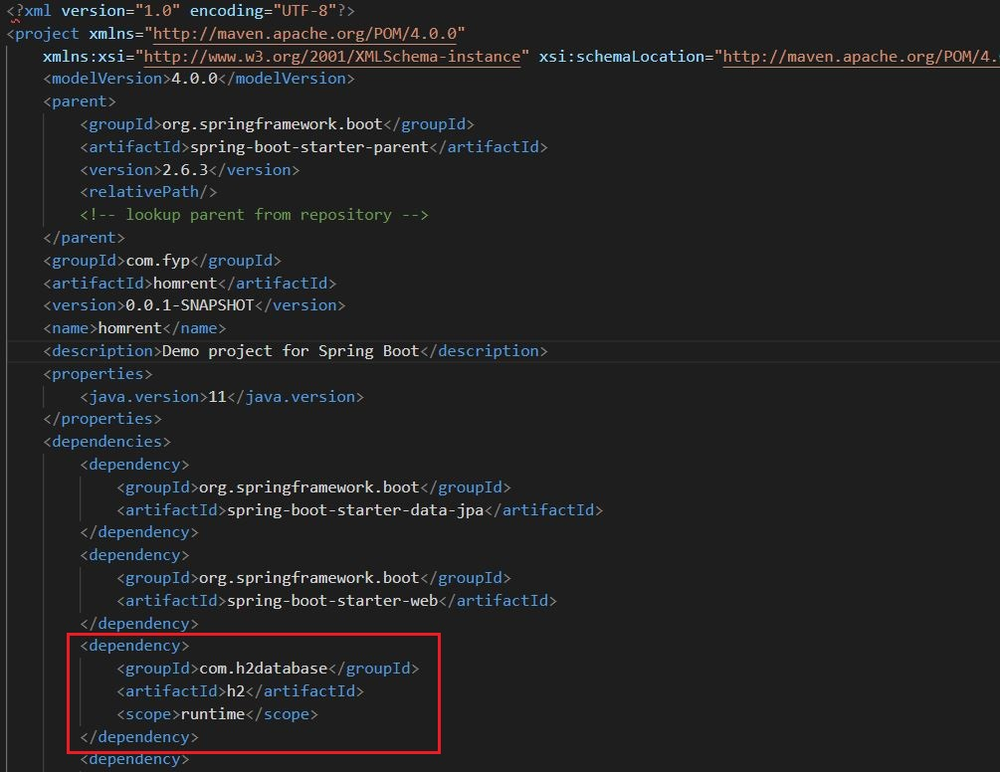 <?xml version="1.0" encoding="UTF-8"?>
<project xmlns="http://maven.apache.org/POM/4.0.0"
xmlns:xsi="http://www.w3.org/2001/XMLSchema-instance" xsi:schemaLocation="http://maven.apache.org/POM/4.
<modelVersion>4.0.0</modelVersion>
<parent>
<groupId>org.springframework.boot</groupId>
<artifactId>spring-boot-starter-parent</artifactId>
<version>2.6.3</version>
<relativePath/>
<!-- lookup parent from repository -->
</parent>
<groupId>com.fyp</groupId>
<artifactId>homrent</artifactId>
<version>0.0.1-SNAPSHOT</version>
<name>homrent</name>
<description>Demo project for Spring Boot</description>
<properties>
<java.version>11</java.version>
</properties>
<dependencies>
<dependency>
<groupId>org.springframework.boot</groupId>
<artifactId>spring-boot-starter-data-jpa</artifactId>
</dependency>
<dependency>
<groupId>org.springframework.boot</groupId>
<artifactId>spring-boot-starter-web</artifactId>
</dependency>
<dependency>
<groupId>com.h2database</groupId>
<artifactId>h2</artifactId>
<scope>runtime</scope>
</dependency>
<dependency>